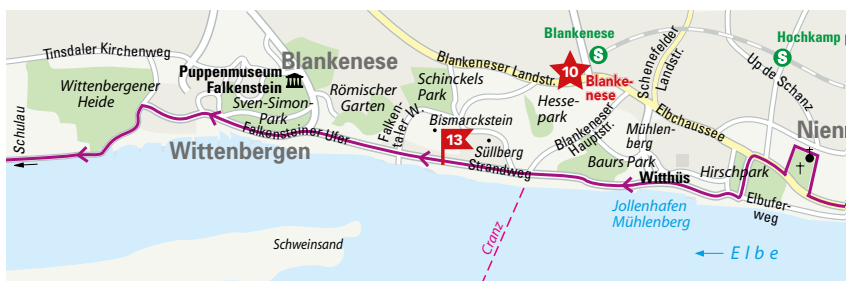 Tinsdaler Kirchenweg
Blankenese
Puppenmuseum
Falkenstein
Wittenbergener
Heide
Sven-Simon-
Park
Römischer
Garten
Schinckels
Park
Blankeneser Landstr.
Blankenese
S
10
Blanke-
nese
Schenefelder
Landstr.
Hochkamp
S
Up de Schanz
Schulau
Falkensteiner Ufer
Wittenbergen
Falken-
taler W.
Bismarckstein
13
Süllberg
Strandweg
Hesse-
park
Blankeneser
Hauptstr.
Mühlen-
berg
Baurs Park
Witthüs
Elbchaussee
Hirschpark
Nien
Elbufer-
weg
Jollenhafen
Mühlenberg
Schweinsand
Cranz
Elbe